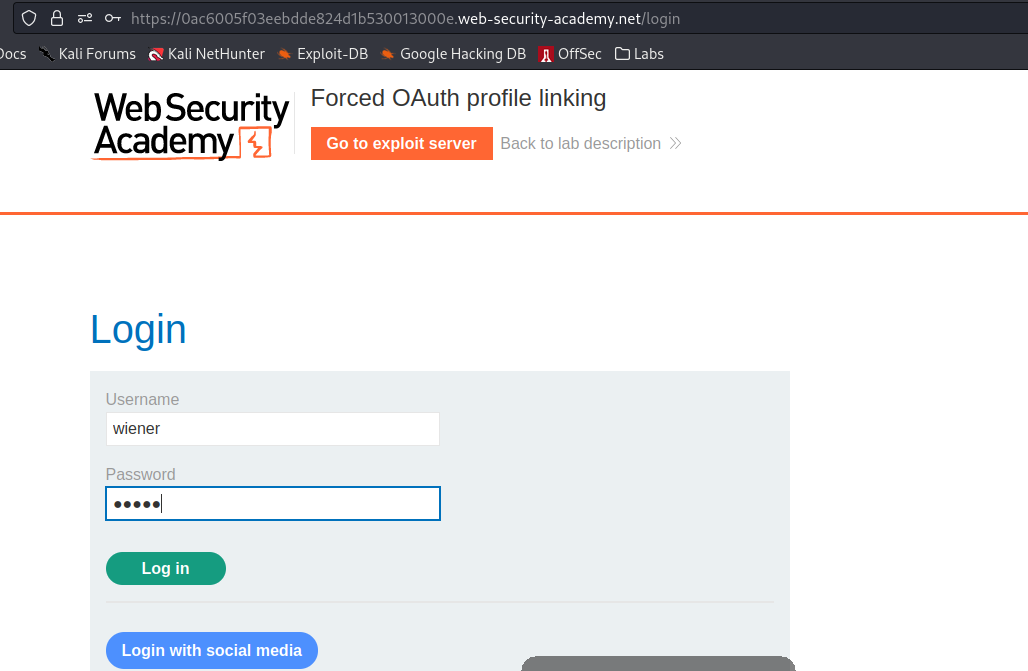 https://0ac6005f03eebdde824d1b530013000e.web-security-academy.net/login
Docs Kali Forums Kali NetHunter Exploit-DB Google Hacking DB OffSec Labs
Web Security
Academy
Forced OAuth profile linking
Go to exploit server Back to lab description
Login
Username
wiener
Password
Log in
Login with social media